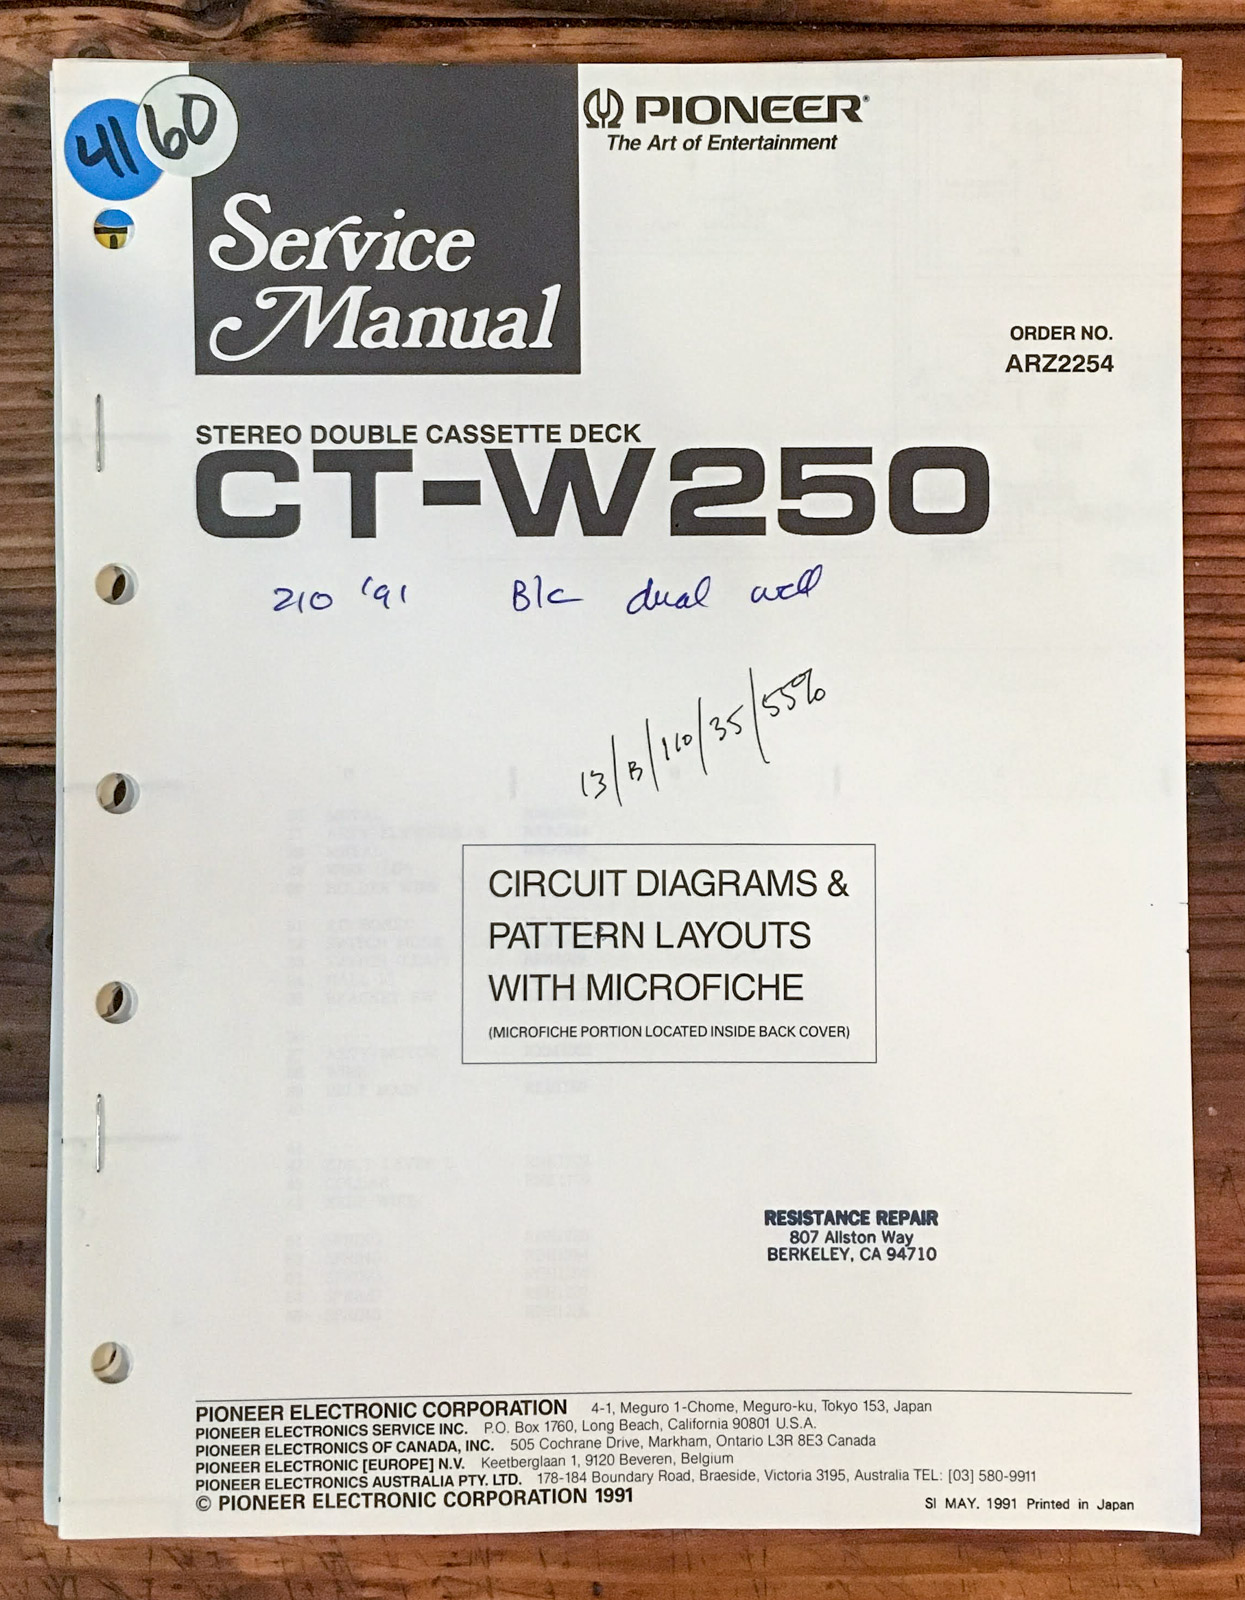 4160
PIONEER®
The Art of Entertainment
Service
Manual
ORDER NO.
ARZ2254
STEREO DOUBLE CASSETTE DECK
CT-W250
210 '91 Blc dual well
13/B/110/35/55%
CIRCUIT DIAGRAMS &
PATTERN LAYOUTS
WITH MICROFICHE
(MICROFICHE PORTION LOCATED INSIDE BACK COVER)
RESISTANCE REPAIR
807 Allston Way
BERKELEY, CA 94710
PIONEER ELECTRONIC CORPORATION 4-1, Meguro 1-Chome, Meguro-ku, Tokyo 153, Japan
PIONEER ELECTRONICS SERVICE INC. P.O. Box 1760, Long Beach, California 90801 U.S.A.
PIONEER ELECTRONICS OF CANADA, INC. 505 Cochrane Drive, Markham, Ontario L3R 8E3 Canada
PIONEER ELECTRONIC [EUROPE] N.V. Keetberglaan 1, 9120 Beveren, Belgium
PIONEER ELECTRONICS AUSTRALIA PTY. LTD. 178-184 Boundary Road, Braeside, Victoria 3195, Australia TEL: [03] 580-9911
© PIONEER ELECTRONIC CORPORATION 1991
SI MAY. 1991 Printed in Japan